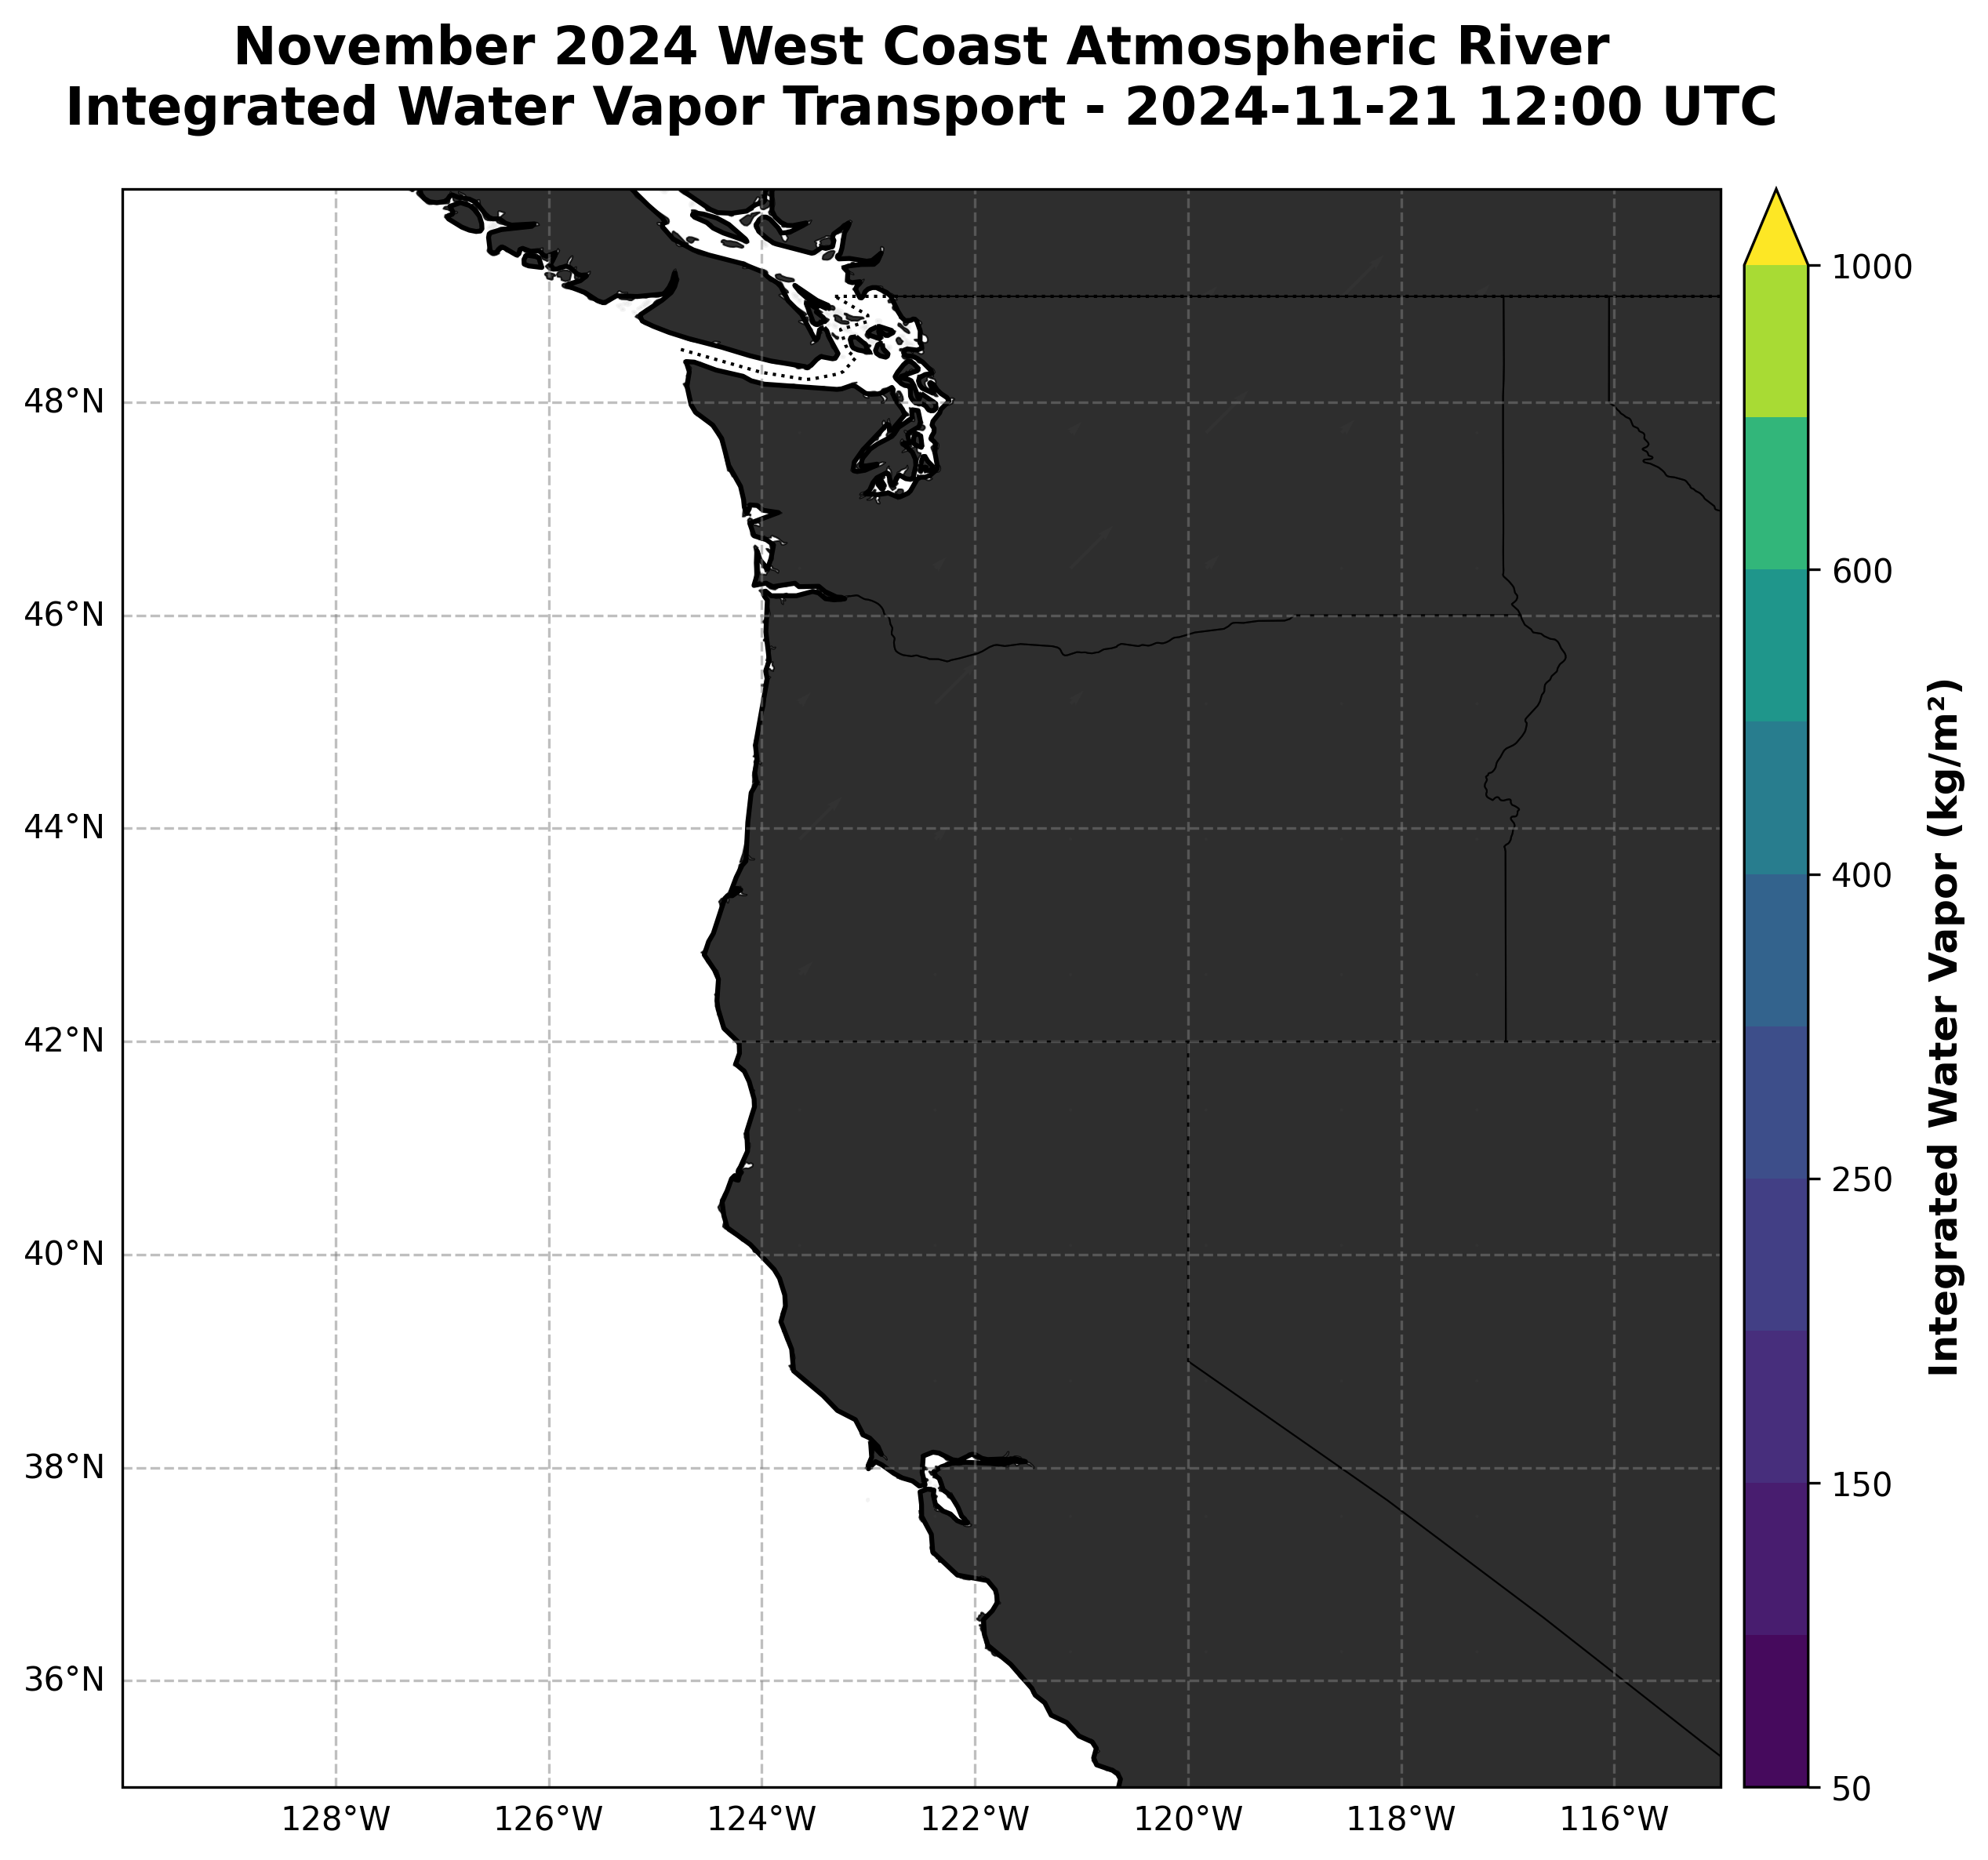 November 2024 West Coast Atmospheric River
Integrated Water Vapor Transport - 2024-11-21 12:00 UTC
1000
600
400
250
150
50
Integrated Water Vapor (kg/m²)
48°N
46°N
44°N
42°N
40°N
38°N
36°N
128°W
126°W
124°W
122°W
120°W
118°W
116°W